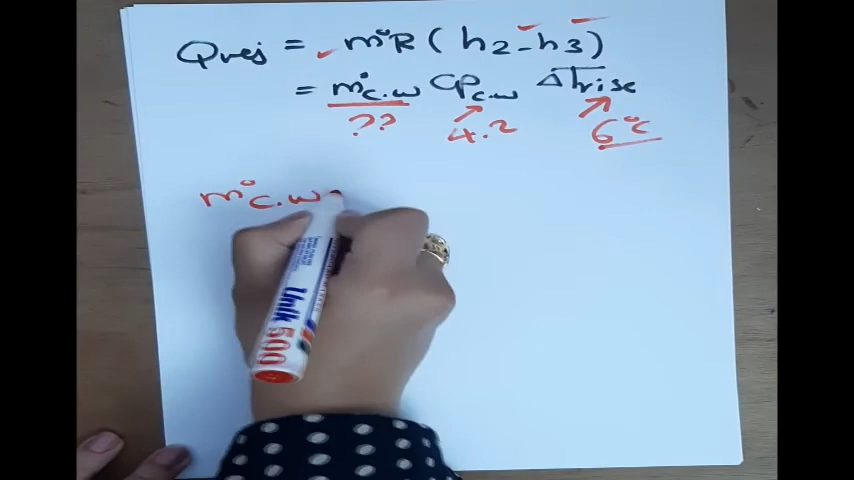 Qrej = m°R (h2-h3)
= m°c.w Cpc.w ΔTrise
?? 4.2 6°C
m°c.w
Unik 500